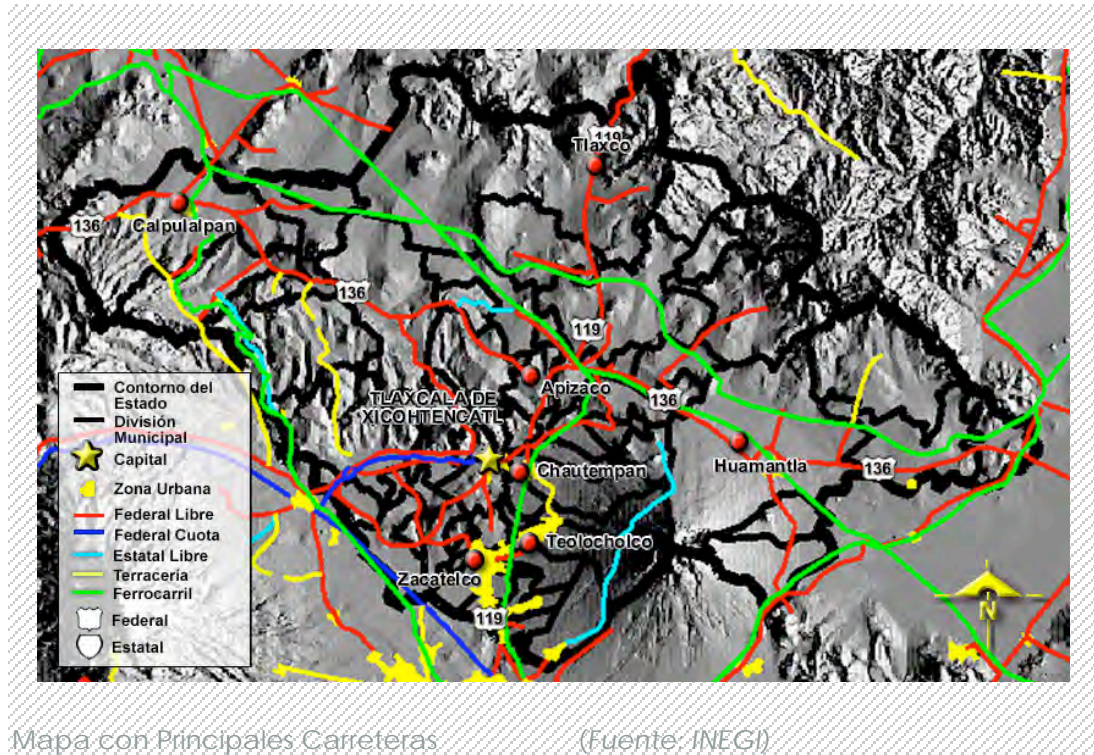 119
Tlaxco
Calpulalpan
136
136
119
Apizaco
TLAXCALA DE
XICOHTENCATL
136
Chautempan
Huamantla
136
Teolocholco
Zacatelco
119
Contorno del
Estado
División
Municipal
Capital
Zona Urbana
Federal Libre
Federal Cuota
Estatal Libre
Terracería
Ferrocarril
Federal
Estatal
N
Mapa con Principales Carreteras (Fuente: INEGI)